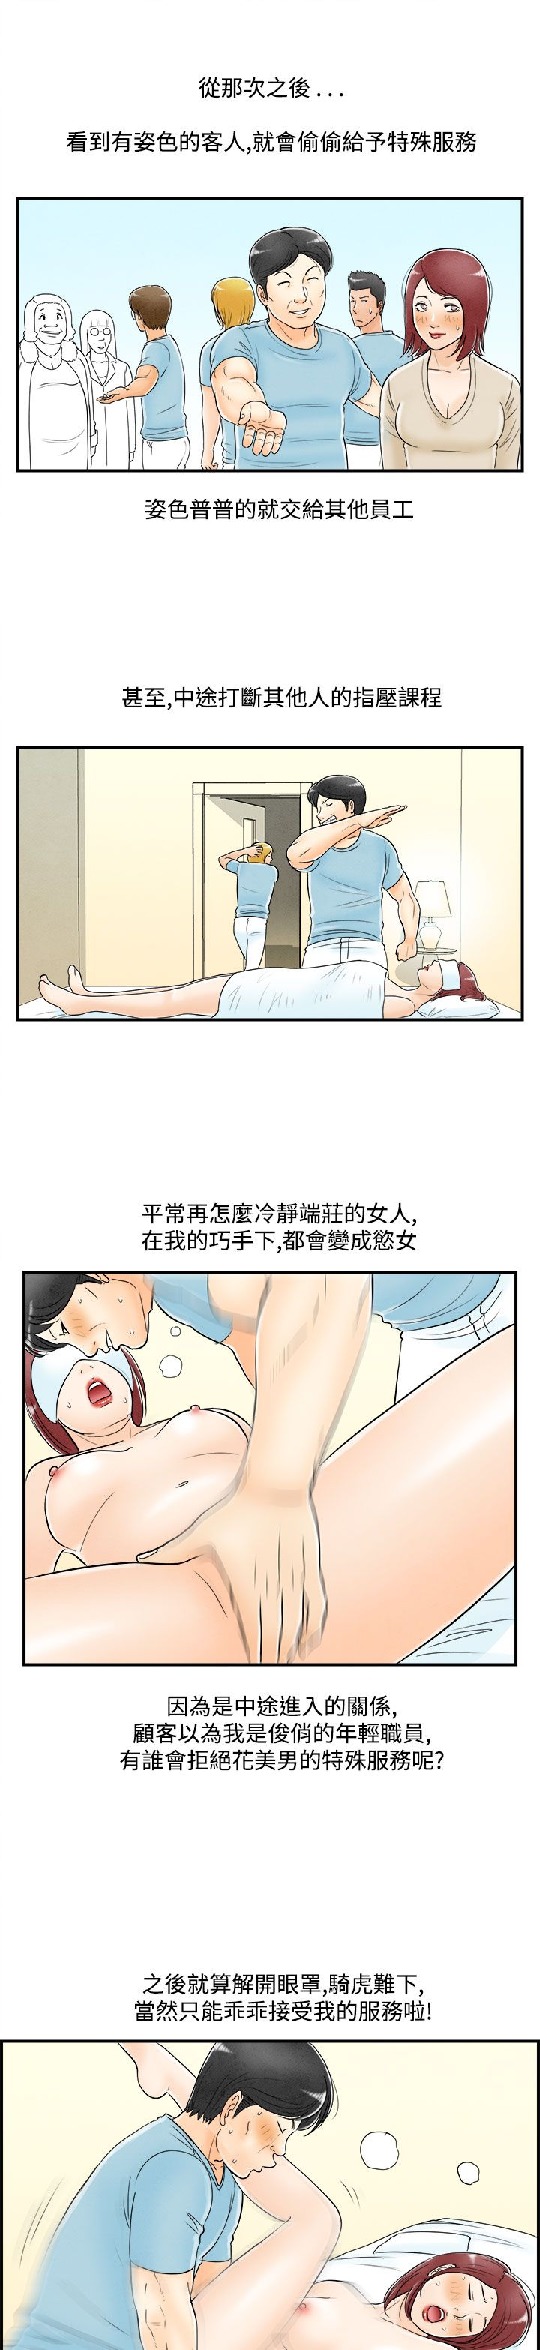 從那次之後...
看到有姿色的客人,就會偷偷給予特殊服務
姿色普普的就交給其他員工
甚至,中途打斷其他人的指壓課程
平常再怎麼冷靜端莊的女人,
在我的巧手下,都會變成慾女
因為是中途進入的關係,
顧客以為我是俊俏的年輕職員,
有誰會拒絕花美男的特殊服務呢?
之後就算解開眼罩,騎虎難下,
當然只能乖乖接受我的服務啦!